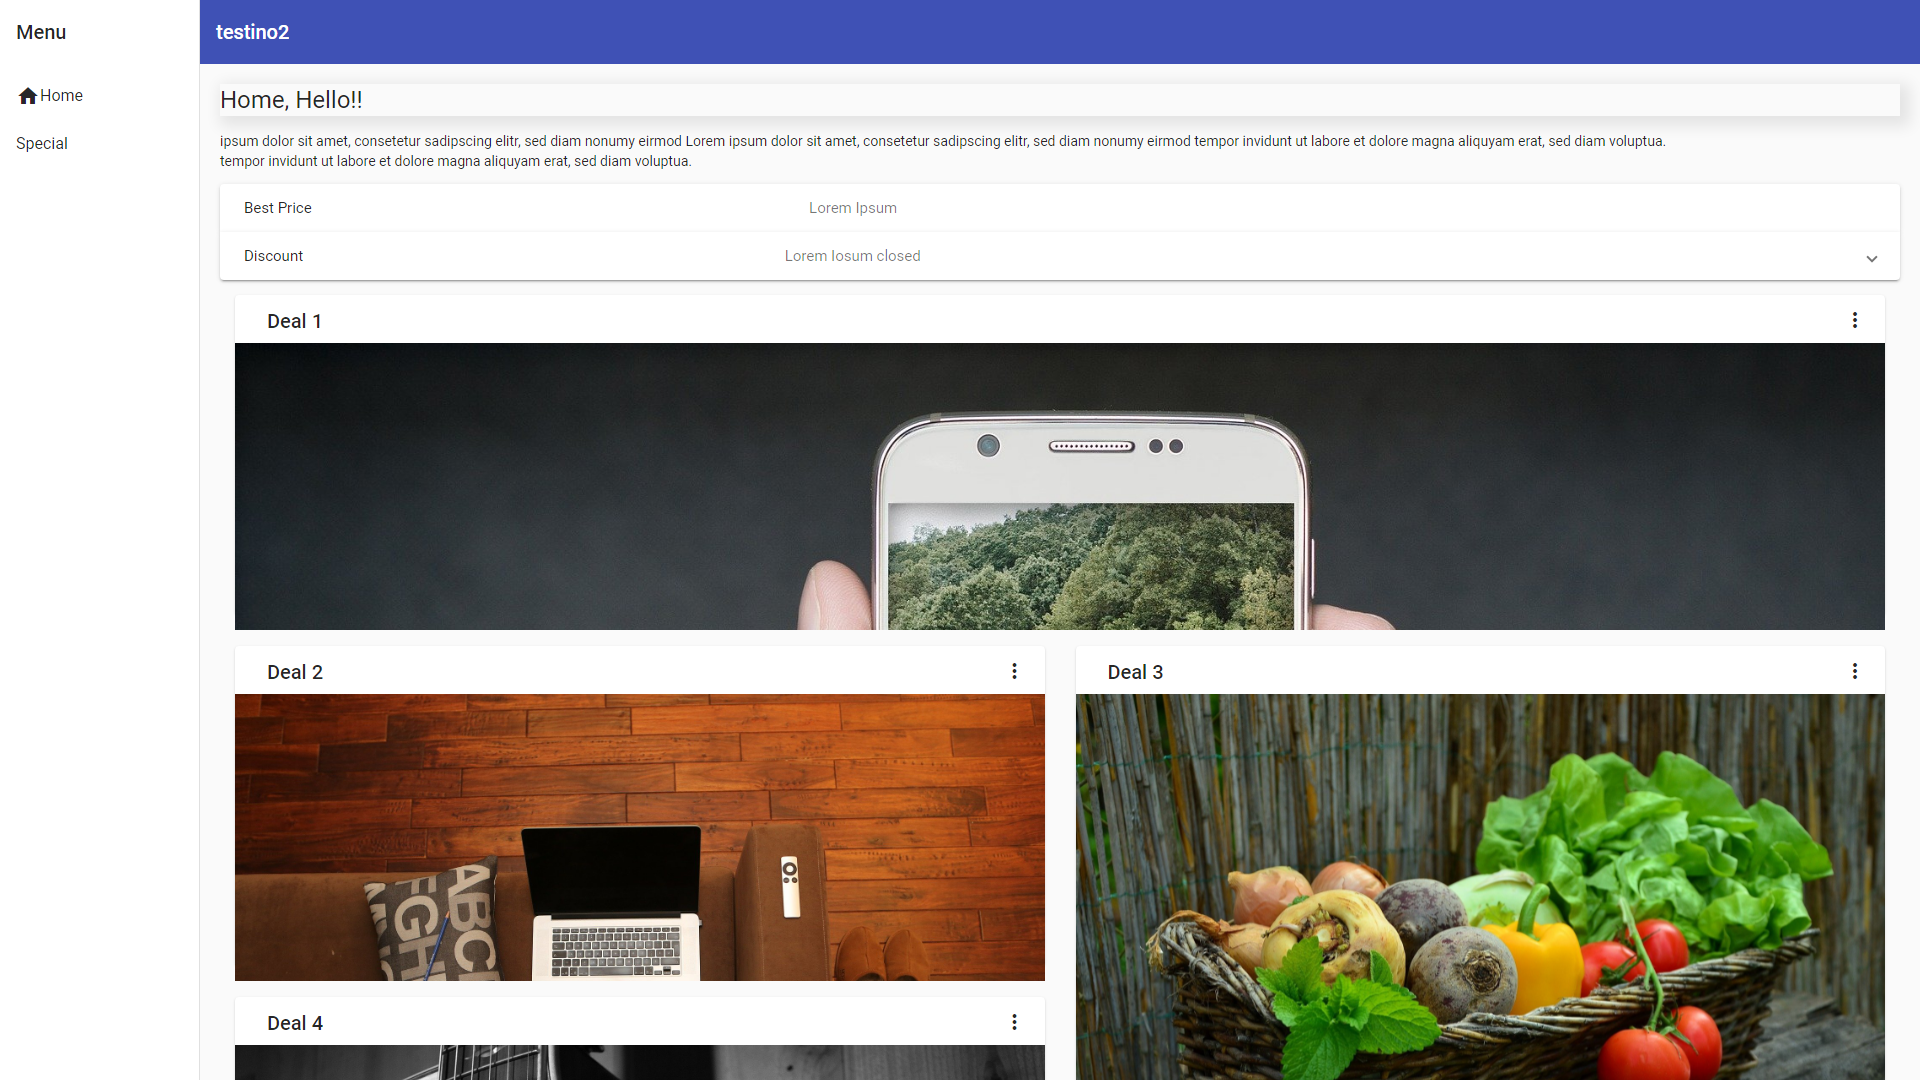 Menu
testino2
Home
Special
Home, Hello!!
ipsum dolor sit amet, consetetur sadipscing elitr, sed diam nonumy eirmod Lorem ipsum dolor sit amet, consetetur sadipscing elitr, sed diam nonumy eirmod tempor invidunt ut labore et dolore magna aliquyam erat, sed diam voluptua.
tempor invidunt ut labore et dolore magna aliquyam erat, sed diam voluptua.
Best Price
Lorem Ipsum
Discount
Lorem Iosum closed
Deal 1
Deal 2
Deal 3
ABC
FGH
Deal 4